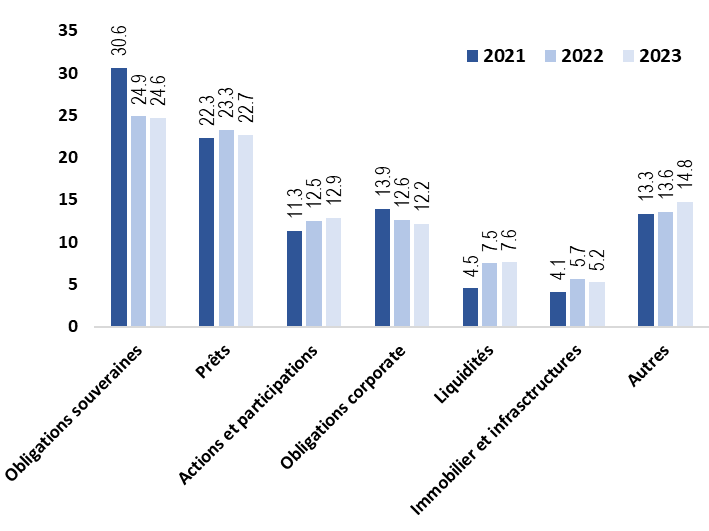 35
30
25
20
15
10
5
0
2021 2022 2023
30.6 24.9 24.6
22.3 23.3 22.7
11.3 12.5 12.9
13.9 12.6 12.2
4.5 7.5 7.6
4.1 5.7 5.2
13.3 13.6 14.8
Obligations souveraines
Prêts
Actions et participations
Obligations corporate
Liquidités
Immobilier et infrasctructures
Autres